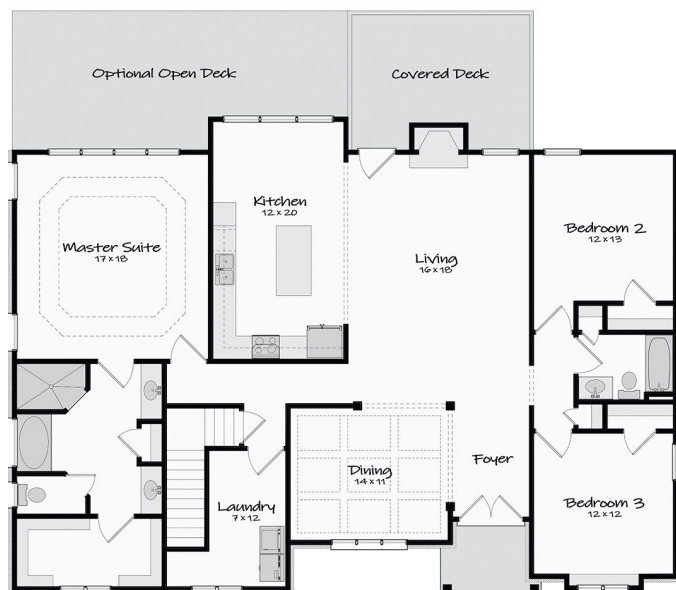 Optional Open Deck
Covered Deck
Kitchen
12 x 20
Master Suite
17 x 18
Living
16 x 18
Bedroom 2
12 x 13
Dining
14 x 11
Foyer
Laundry
7 x 12
Bedroom 3
12 x 12